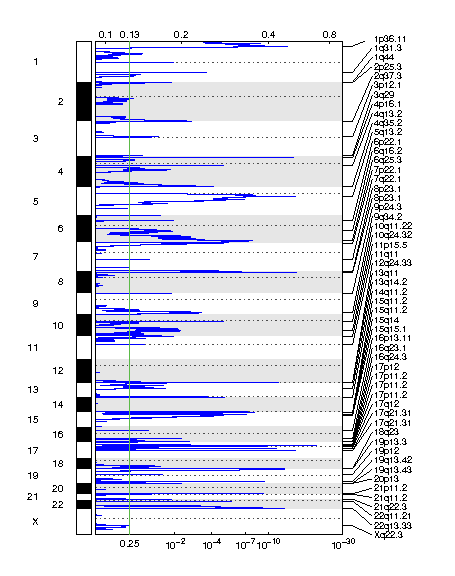 0.1 0.13 0.2 0.4 0.8
1
2
3
4
5
6
7
8
9
10
11
12
13
14
15
16
17
18
19
20
21
22
X
1p36.11
1q31.3
1q44
2p25.3
2q37.3
3p12.1
3q29
4p16.1
4q13.2
4q35.2
5q13.2
6p22.1
6q16.2
6q25.3
7p22.1
7q22.1
8p23.1
8p23.1
9p24.3
9q34.2
10q11.22
10q24.32
11p15.5
11q11
12q24.33
13q11
13q14.2
14q11.2
15q11.2
15q11.2
15q14
15q15.1
16p13.11
16q23.1
16q24.3
17p12
17p11.2
17p11.2
17p11.2
17q12
17q21.31
17q21.31
18q23
19p13.3
19p12
19q13.42
19q13.43
20p13
21p11.2
21q11.2
21q22.3
22q11.21
22q13.33
Xq22.3
0.25 10⁻² 10⁻⁴ 10⁻⁷ 10⁻¹⁰ 10⁻³⁰